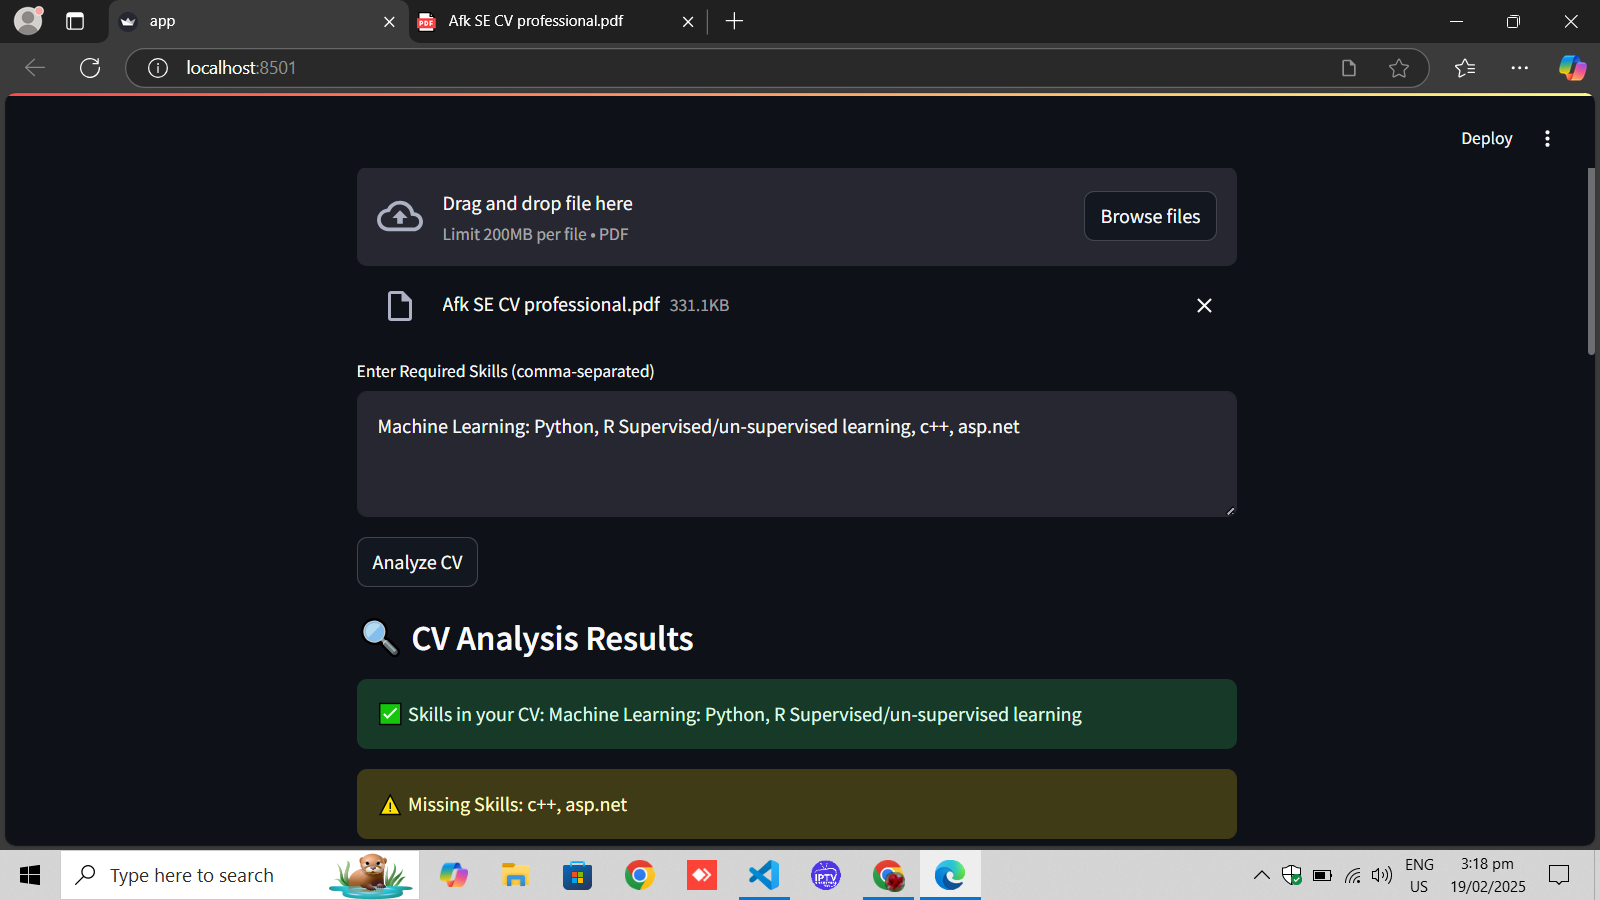 app
Afk SE CV professional.pdf
localhost:8501
Deploy
Drag and drop file here
Limit 200MB per file • PDF
Browse files
Afk SE CV professional.pdf 331.1KB
Enter Required Skills (comma-separated)
Machine Learning: Python, R Supervised/un-supervised learning, c++, asp.net
Analyze CV
CV Analysis Results
Skills in your CV: Machine Learning: Python, R Supervised/un-supervised learning
Missing Skills: c++, asp.net
Type here to search
IPTV
ENG
US
3:18 pm
19/02/2025